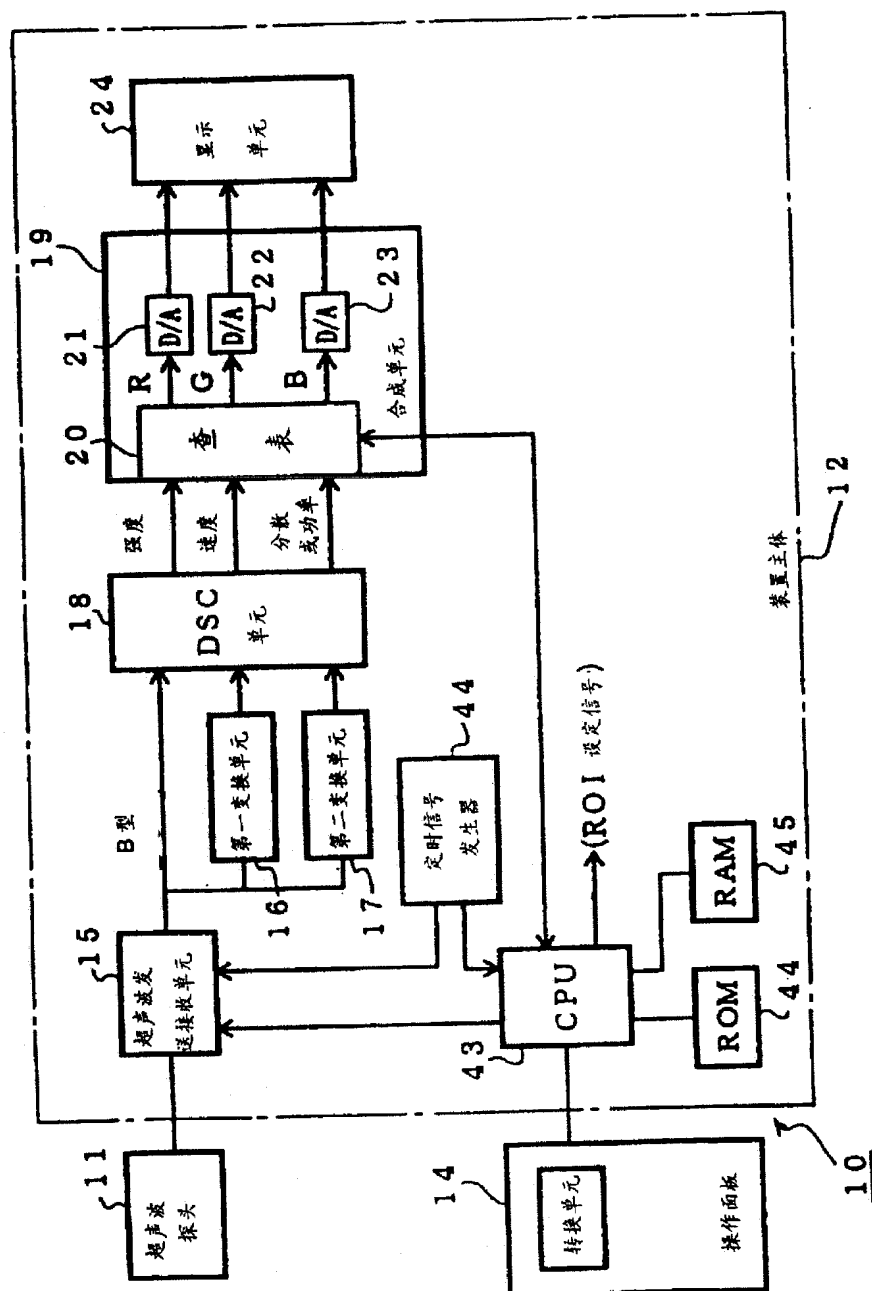 10
11
超声波
探头
14
转换单元
操作面板
15
超声波发
送接收单元
B型
16
第一变换单元
17
第二变换单元
18
DSC
单元
强度
速度
分散
或功率
19
20
查表
R
G
B
21
D/A
22
D/A
23
D/A
合成单元
24
显示
单元
44
定时信号
发生器
43
CPU
(ROI 设定信号)
ROM
44
RAM
45
装置主体
12